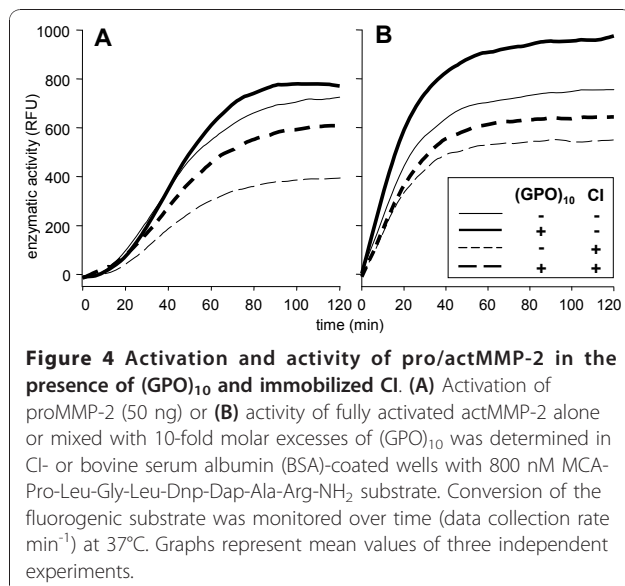 A
B
1000
800
600
400
200
0
enzymatic activity (RFU)
(GPO)₁₀ CI
- -
+ -
- +
+ +
0 20 40 60 80 100 120 0 20 40 60 80 100 120
time (min)
Figure 4 Activation and activity of pro/actMMP-2 in the
presence of (GPO)₁₀ and immobilized CI. (A) Activation of
proMMP-2 (50 ng) or (B) activity of fully activated actMMP-2 alone
or mixed with 10-fold molar excesses of (GPO)₁₀ was determined in
CI- or bovine serum albumin (BSA)-coated wells with 800 nM MCA-
Pro-Leu-Gly-Leu-Dnp-Dap-Ala-Arg-NH₂ substrate. Conversion of the
fluorogenic substrate was monitored over time (data collection rate
min⁻¹) at 37°C. Graphs represent mean values of three independent
experiments.